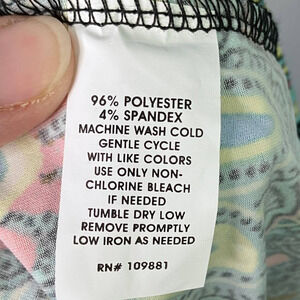 96% POLYESTER
4% SPANDEX
MACHINE WASH COLD
GENTLE CYCLE
WITH LIKE COLORS
USE ONLY NON-
CHLORINE BLEACH
IF NEEDED
TUMBLE DRY LOW
REMOVE PROMPTLY
LOW IRON AS NEEDED
RN# 109881